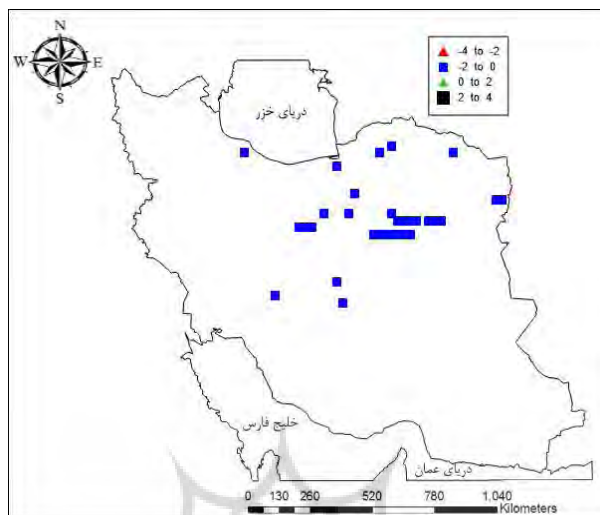 N
W E
S
-4 to -2
-2 to 0
0 to 2
2 to 4
دریای خزر
خلیج فارس
دریای عمان
0 130 260 520 780 1,040
Kilometers